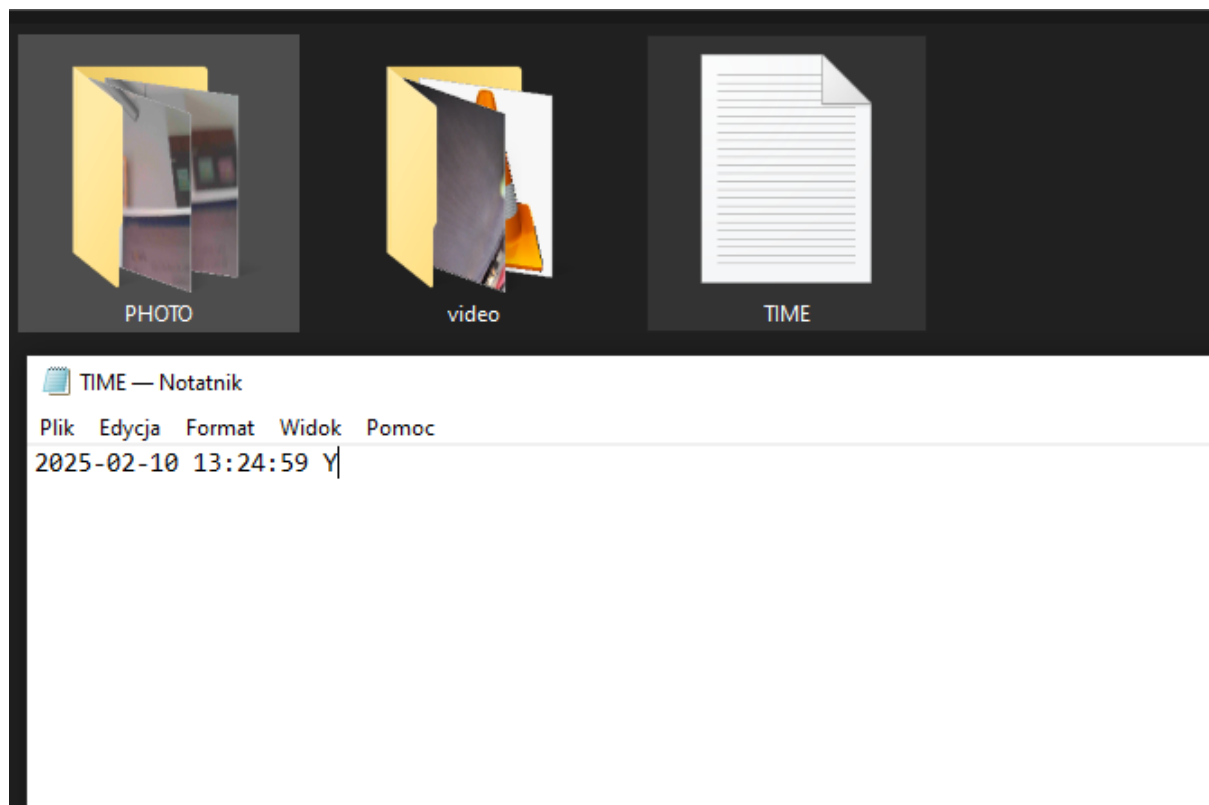 PHOTO
video
TIME
TIME — Notatnik
Plik Edycja Format Widok Pomoc
2025-02-10 13:24:59 Y